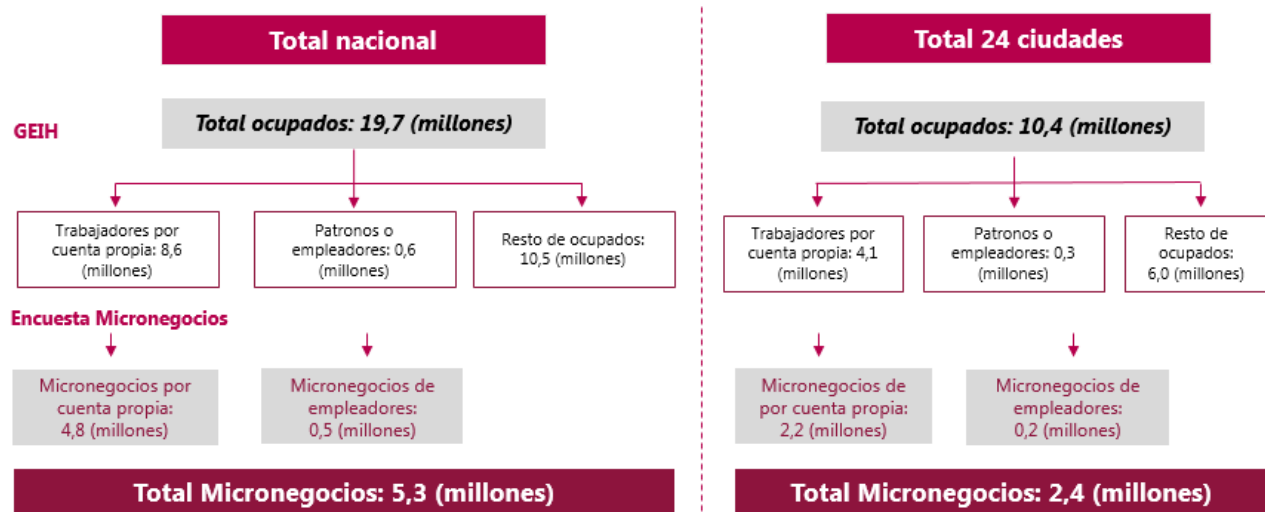 Total nacional
GEIH
Total ocupados: 19,7 (millones)
Trabajadores por
cuenta propia: 8,6
(millones)
Patronos o
empleadores: 0,6
(millones)
Resto de ocupados:
10,5 (millones)
Encuesta Micronegocios
Micronegocios por
cuenta propia:
4,8 (millones)
Micronegocios de
empleadores:
0,5 (millones)
Total Micronegocios: 5,3 (millones)
Total 24 ciudades
Total ocupados: 10,4 (millones)
Trabajadores por
cuenta propia: 4,1
(millones)
Patronos o
empleadores: 0,3
(millones)
Resto de
ocupados:
6,0 (millones)
Micronegocios de
por cuenta propia:
2,2 (millones)
Micronegocios de
empleadores:
0,2 (millones)
Total Micronegocios: 2,4 (millones)